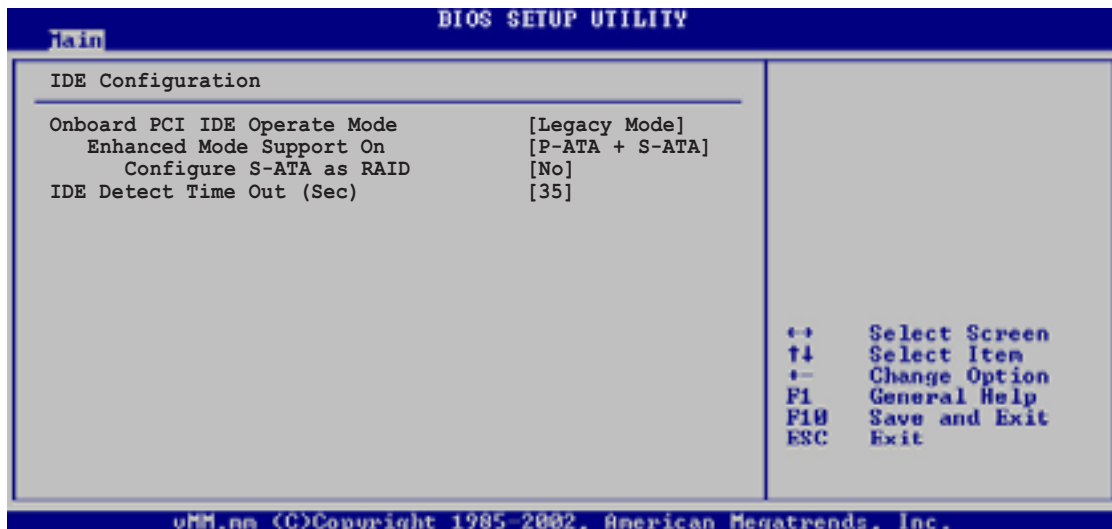 BIOS SETUP UTILITY
Main
IDE Configuration
Onboard PCI IDE Operate Mode [Legacy Mode]
Enhanced Mode Support On [P-ATA + S-ATA]
Configure S-ATA as RAID [No]
IDE Detect Time Out (Sec) [35]
←→ Select Screen
↑↓ Select Item
+- Change Option
F1 General Help
F10 Save and Exit
ESC Exit
vMM.mm (C)Copyright 1985-2002, American Megatrends, Inc.